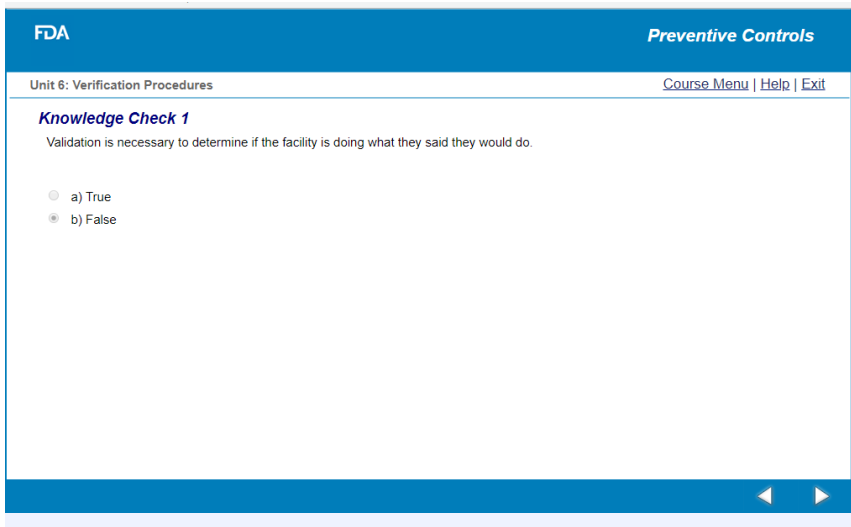 FDA
Preventive Controls
Unit 6: Verification Procedures
Course Menu | Help | Exit
Knowledge Check 1
Validation is necessary to determine if the facility is doing what they said they would do.
a) True
b) False